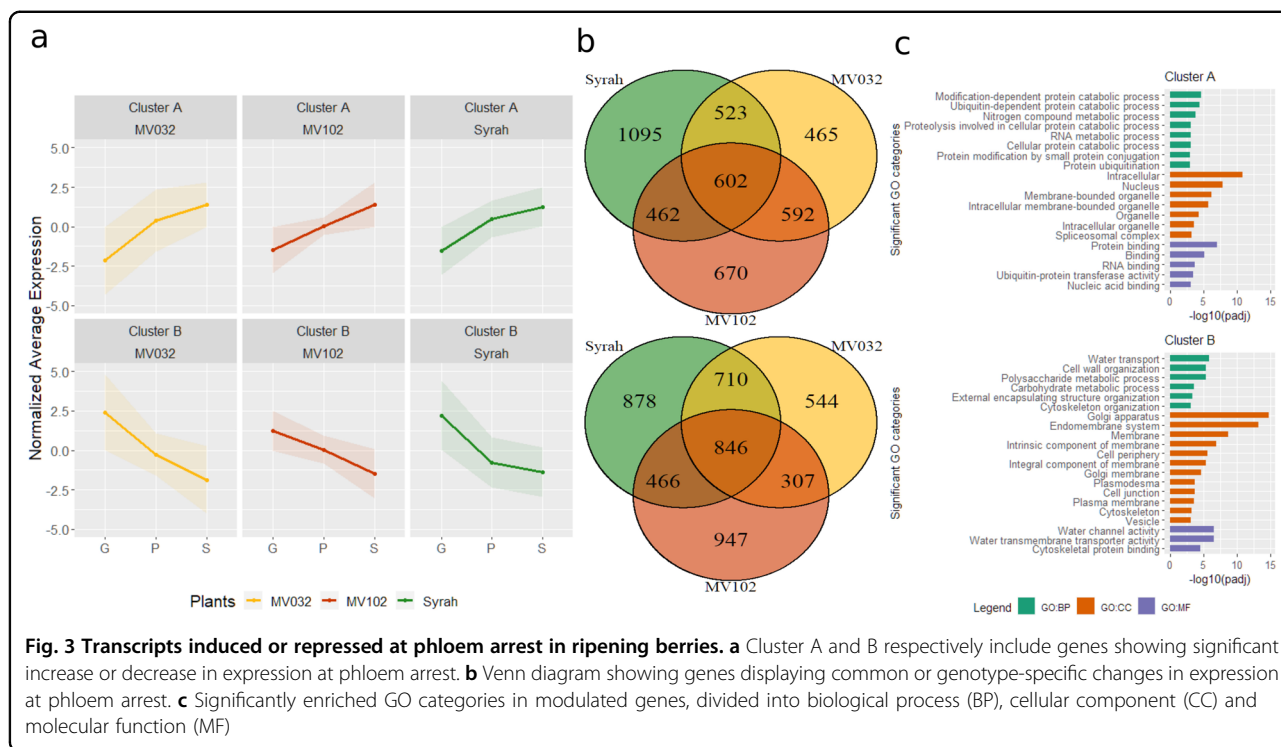 a
Cluster A
MV032
Cluster A
MV102
Cluster A
Syrah
5.0
2.5
0.0
-2.5
-5.0
Cluster B
MV032
Cluster B
MV102
Cluster B
Syrah
5.0
2.5
0.0
-2.5
-5.0
Normalized Average Expression
G P S
G P S
G P S
Plants MV032 MV102 Syrah
b
Syrah
MV032
523
1095
465
602
462
592
670
MV102
Syrah
MV032
710
878
544
846
466
307
947
MV102
c
Cluster A
Significant GO categories
Modification-dependent protein catabolic process
Ubiquitin-dependent protein catabolic process
Nitrogen compound metabolic process
Proteolysis involved in cellular protein catabolic process
RNA metabolic process
Cellular protein catabolic process
Protein modification by small protein conjugation
Protein ubiquitination
Intracellular
Nucleus
Membrane-bounded organelle
Intracellular membrane-bounded organelle
Organelle
Intracellular organelle
Spliceosomal complex
Protein binding
Binding
RNA binding
Ubiquitin-protein transferase activity
Nucleic acid binding
0 5 10 15
-log10(padj)
Cluster B
Significant GO categories
Water transport
Cell wall organization
Polysaccharide metabolic process
Carbohydrate metabolic process
External encapsulating structure organization
Cytoskeleton organization
Golgi apparatus
Endomembrane system
Membrane
Intrinsic component of membrane
Cell periphery
Integral component of membrane
Golgi membrane
Plasmodesma
Cell junction
Plasma membrane
Cytoskeleton
Vesicle
Water channel activity
Water transmembrane transporter activity
Cytoskeletal protein binding
0 5 10 15
-log10(padj)
Legend GO:BP GO:CC GO:MF
Fig. 3 Transcripts induced or repressed at phloem arrest in ripening berries. a Cluster A and B respectively include genes showing significant
increase or decrease in expression at phloem arrest. b Venn diagram showing genes displaying common or genotype-specific changes in expression
at phloem arrest. c Significantly enriched GO categories in modulated genes, divided into biological process (BP), cellular component (CC) and
molecular function (MF)